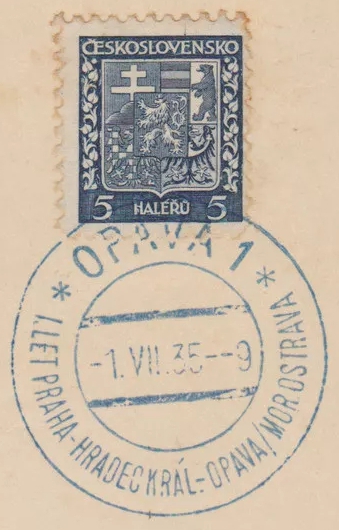 ČESKOSLOVENSKO
5 HALÉŘŮ 5
* OPAVA 1 *
-1.VII.35--9
I.LET PRAHA-HRADEC KRÁL.-OPAVA/MOR.OSTRAVA